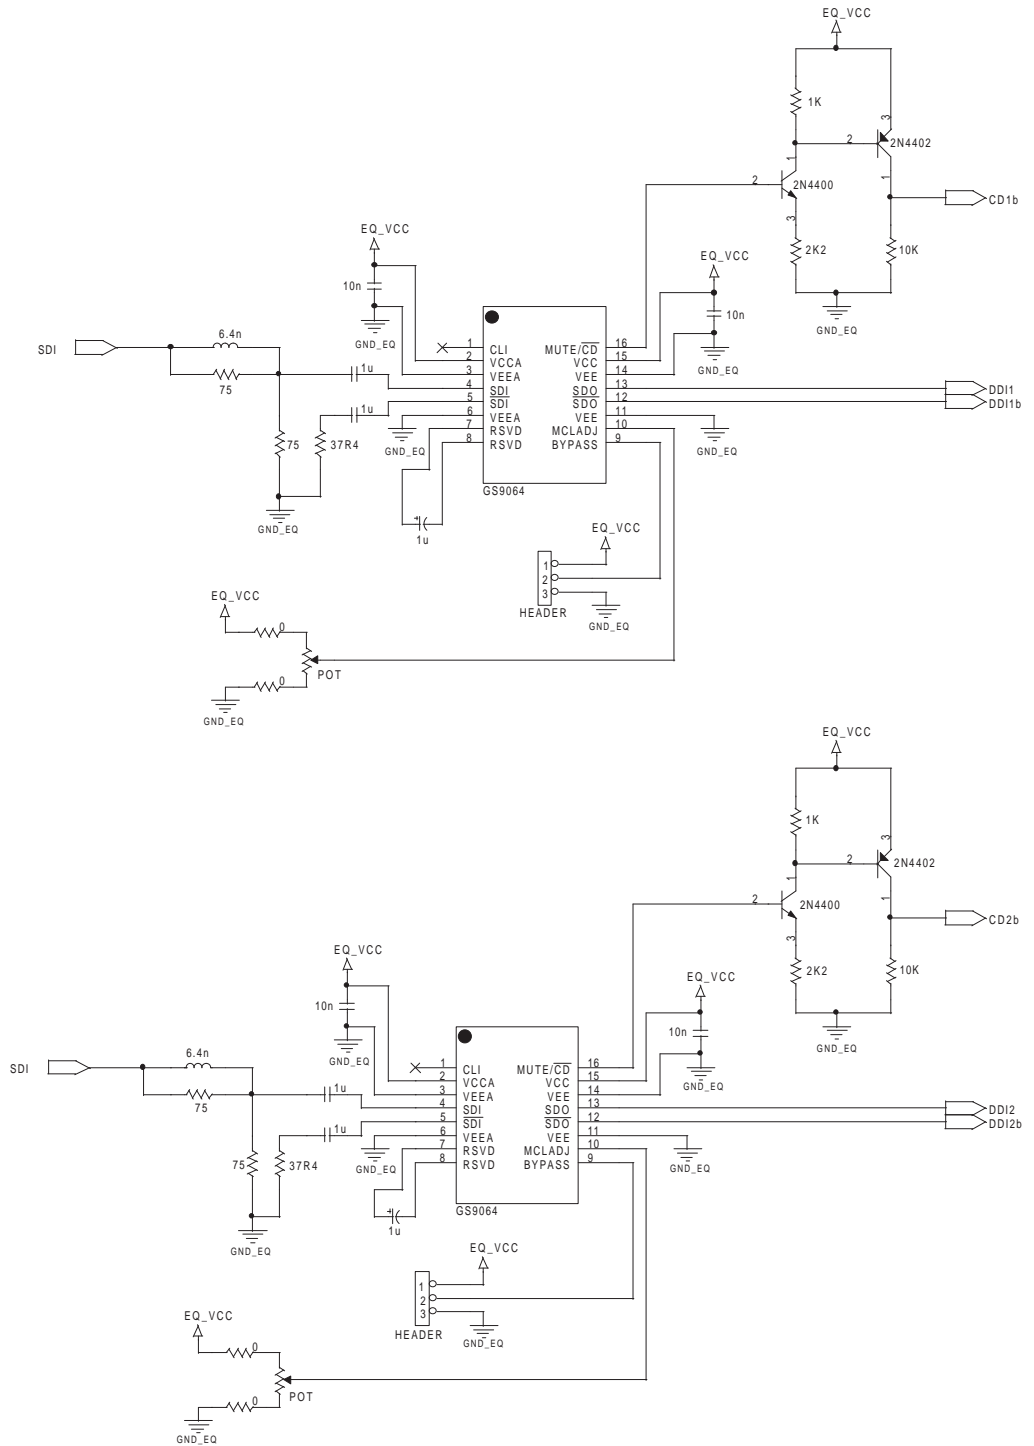 EQ_VCC
1K
3
2
2N4402
1
2
2N4400
1
CD1b
3
EQ_VCC
2K2
10K
EQ_VCC
10n
10n
GND_EQ
6.4n
GND_EQ
1 CLI MUTE/CD 16
GND_EQ
SDI
2 VCCA VCC 15
1u
3 VEEA VEE 14
75
4 SDI SDO 13 DDI1
1u
5 SDI SDO 12 DDI1b
6 VEEA VEE 11
7 RSVD MCLADJ 10
75
37R4
GND_EQ
8 RSVD BYPASS 9
GND_EQ
GS9064
GND_EQ
+
1u
EQ_VCC
1
2
3
HEADER
GND_EQ
EQ_VCC
0
POT
0
GND_EQ
EQ_VCC
1K
3
2
2N4402
1
2
2N4400
1
CD2b
3
EQ_VCC
2K2
10K
EQ_VCC
10n
10n
GND_EQ
6.4n
GND_EQ
1 CLI MUTE/CD 16
GND_EQ
SDI
2 VCCA VCC 15
1u
3 VEEA VEE 14
75
4 SDI SDO 13 DDI2
1u
5 SDI SDO 12 DDI2b
6 VEEA VEE 11
7 RSVD MCLADJ 10
75
37R4
GND_EQ
8 RSVD BYPASS 9
GND_EQ
GS9064
+
1u
GND_EQ
EQ_VCC
1
2
3
HEADER
GND_EQ
EQ_VCC
0
POT
0
GND_EQ